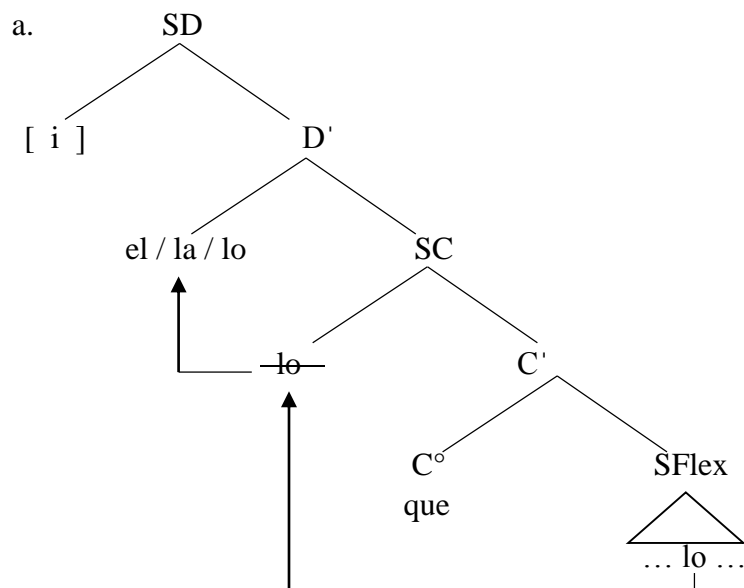 a. SD
[ i ] D'
el / la / lo SC
lo C'
C° SFlex
que
… lo …